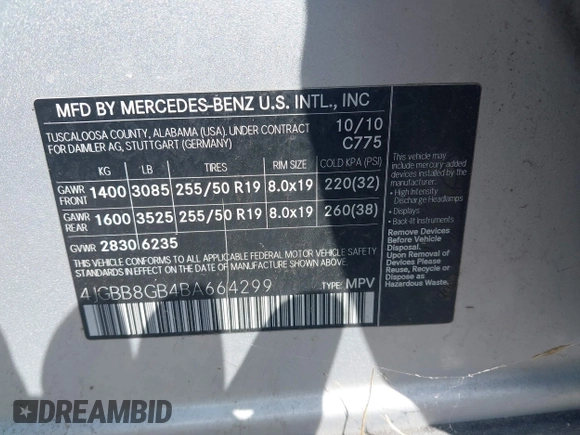 MFD BY MERCEDES-BENZ U.S. INTL., INC
TUSCALOOSA COUNTY, ALABAMA (USA), UNDER CONTRACT
FOR DAIMLER AG, STUTTGART (GERMANY)
10/10
C775
KG LB TIRES RIM SIZE COLD KPA (PSI)
GAWR FRONT 1400 3085 255/50 R19 8.0x19 220(32)
GAWR REAR 1600 3525 255/50 R19 8.0x19 260(38)
GVWR 2830 6235
THIS VEHICLE CONFORMS TO ALL APPLICABLE FEDERAL MOTOR VEHICLE SAFETY
AND THEFT PREVENTION STANDARDS IN EFFECT ON THE DATE OF
MANUFACTURE SHOWN ABOVE.
4JGBB8GB4BA664299
TYPE: MPV
This vehicle may
include mercury-added
devices installed by the
manufacturer:
• High Intensity
Discharge Headlamps
• Displays
• Back-lit Instruments
Remove Devices
Before Vehicle
Disposal.
Upon Removal of
Devices Please
Reuse, Recycle or
Dispose as
Hazardous Waste.
DREAMBID